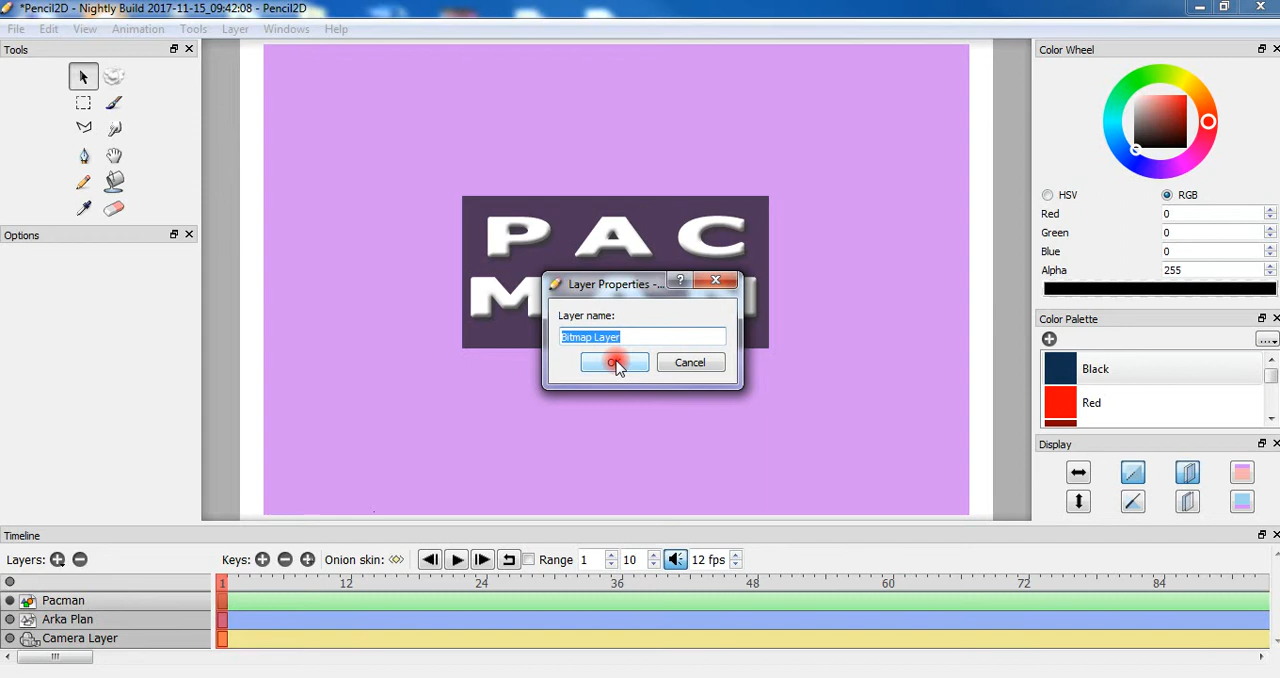 *Pencil2D - Nightly Build 2017-11-15_09:42:08 - Pencil2D
File Edit View Animation Tools Layer Windows Help
Tools
Color Wheel
P A C
HSV RGB
Red 0
Options
Green 0
Blue 0
Alpha 255
Layer Properties -...
Layer name:
Bitmap Layer
Cancel
Color Palette
Black
Red
Display
Timeline
Layers: Keys: Onion skin: Range 1 10 12 fps
1 12 24 36 48 60 72 84
Pacman
Arka Plan
Camera Layer